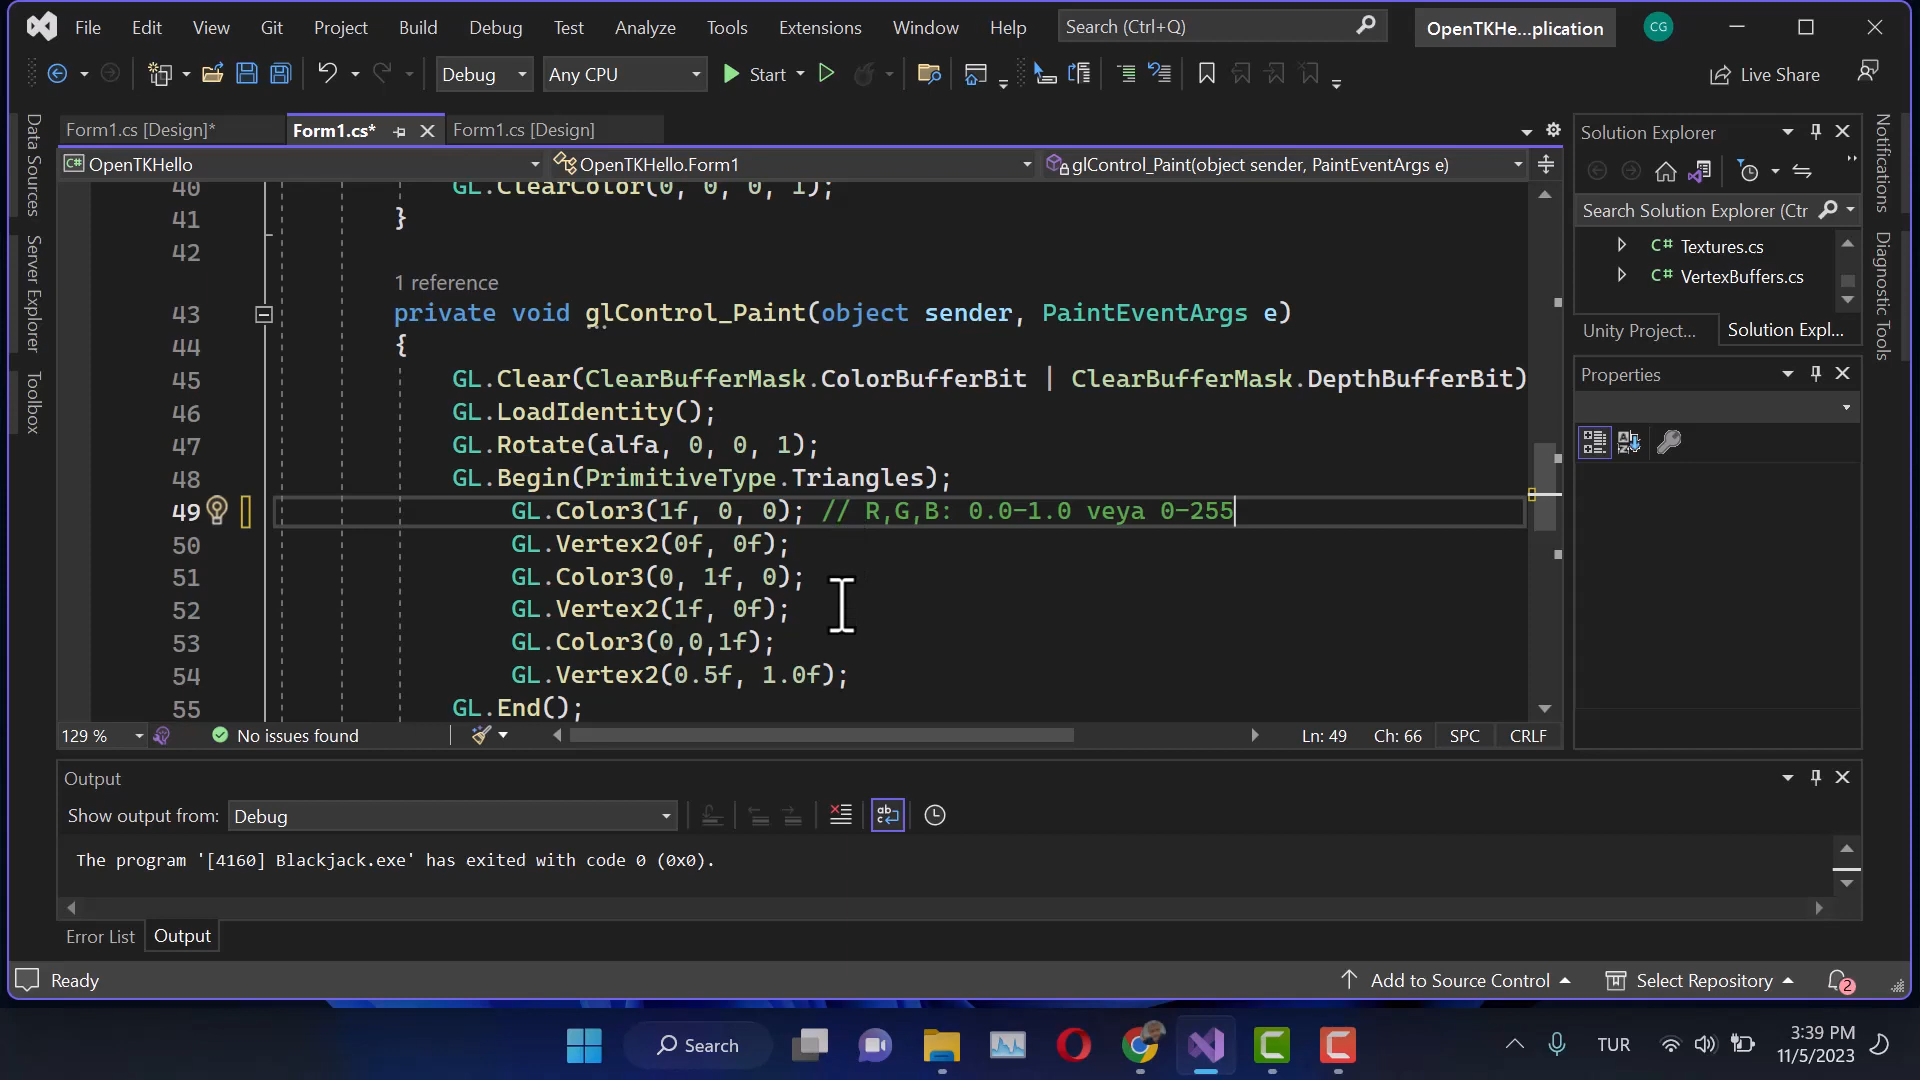 File Edit View Git Project Build Debug Test Analyze Tools Extensions Window Help Search (Ctrl+Q) OpenTKHe...plication CG
Debug Any CPU Start Live Share
Form1.cs [Design]* Form1.cs* Form1.cs [Design]
OpenTKHello OpenTKHello.Form1 glControl_Paint(object sender, PaintEventArgs e)
40 GL.ClearColor(0, 0, 0, 1);
41 }
42
1 reference
43 private void glControl_Paint(object sender, PaintEventArgs e)
44 {
45 GL.Clear(ClearBufferMask.ColorBufferBit | ClearBufferMask.DepthBufferBit)
46 GL.LoadIdentity();
47 GL.Rotate(alfa, 0, 0, 1);
48 GL.Begin(PrimitiveType.Triangles);
49 GL.Color3(1f, 0, 0); // R,G,B: 0.0-1.0 veya 0-255
50 GL.Vertex2(0f, 0f);
51 GL.Color3(0, 1f, 0);
52 GL.Vertex2(1f, 0f);
53 GL.Color3(0,0,1f);
54 GL.Vertex2(0.5f, 1.0f);
55 GL.End();
129 % No issues found Ln: 49 Ch: 66 SPC CRLF
Data Sources
Server Explorer
Toolbox
Solution Explorer
Search Solution Explorer (Ctr
C# Textures.cs
C# VertexBuffers.cs
Unity Project... Solution Expl...
Properties
Notifications
Diagnostic Tools
Output
Show output from: Debug
The program '[4160] Blackjack.exe' has exited with code 0 (0x0).
Error List Output
Ready Add to Source Control Select Repository 2
Search TUR 3:39 PM
11/5/2023